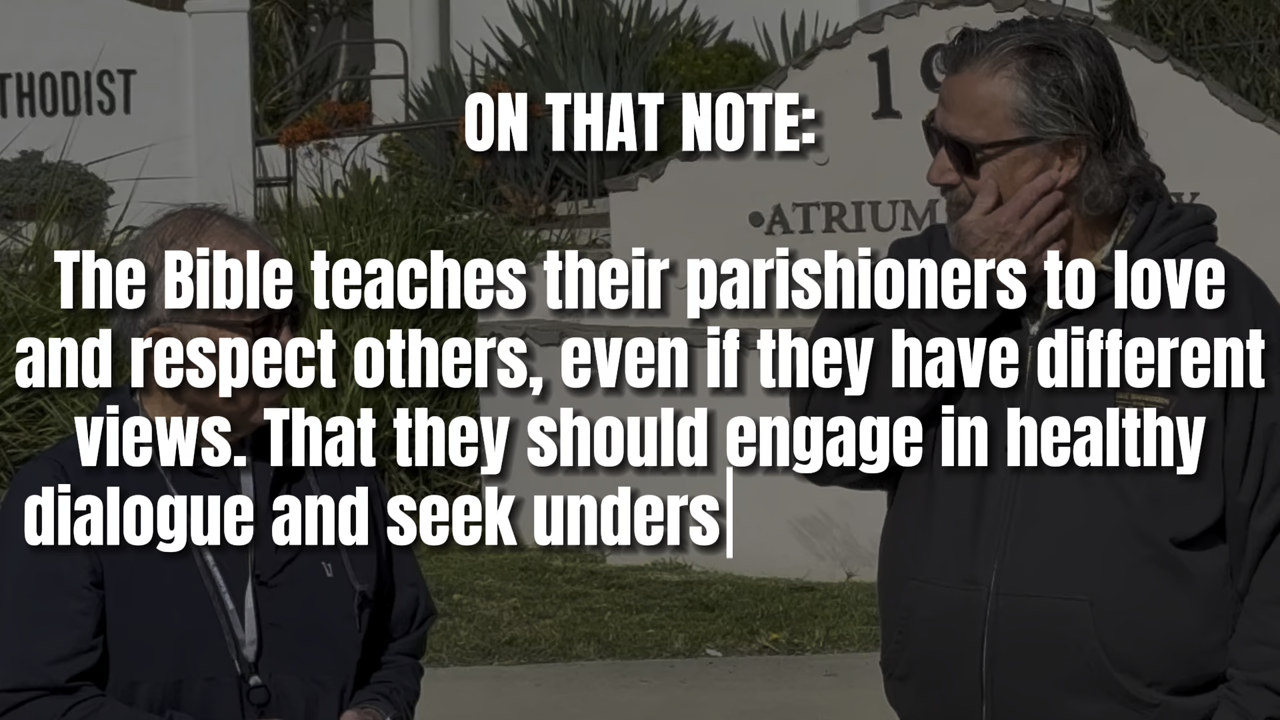 THODIST
ON THAT NOTE:
19
•ATRIUM
The Bible teaches their parishioners to love
and respect others, even if they have different
views. That they should engage in healthy
dialogue and seek unders